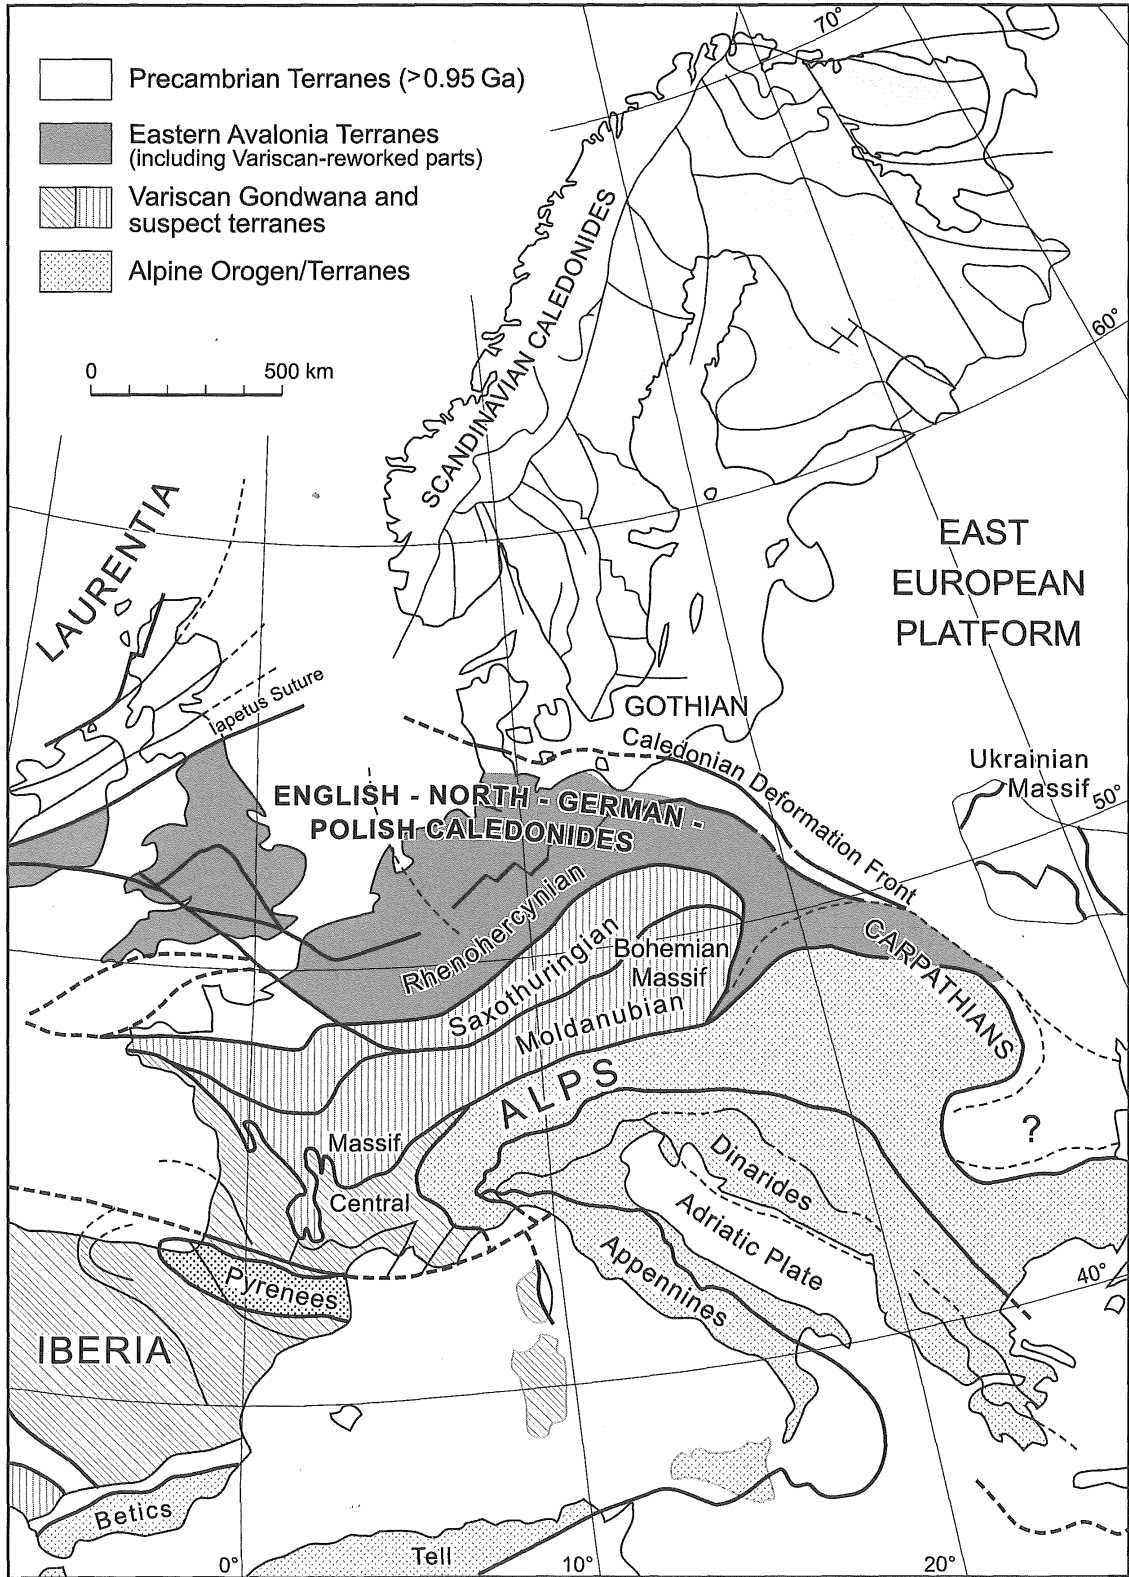 Precambrian Terranes (>0.95 Ga)
Eastern Avalonia Terranes
(including Variscan-reworked parts)
Variscan Gondwana and
suspect terranes
Alpine Orogen/Terranes
0 500 km
70°
60°
SCANDINAVIAN CALEDONIDES
LAURENTIA
EAST
EUROPEAN
PLATFORM
Iapetus Suture
GOTHIAN
Caledonian Deformation Front
Ukrainian
Massif
50°
ENGLISH - NORTH - GERMAN -
POLISH CALEDONIDES
Rhenohercynian
Saxothuringian
Bohemian
Massif
Moldanubian
CARPATHIANS
ALPS
?
Massif
Central
Dinarides
Adriatic Plate
Appennines
Pyrenees
40°
IBERIA
Betics
Tell
0°
10°
20°